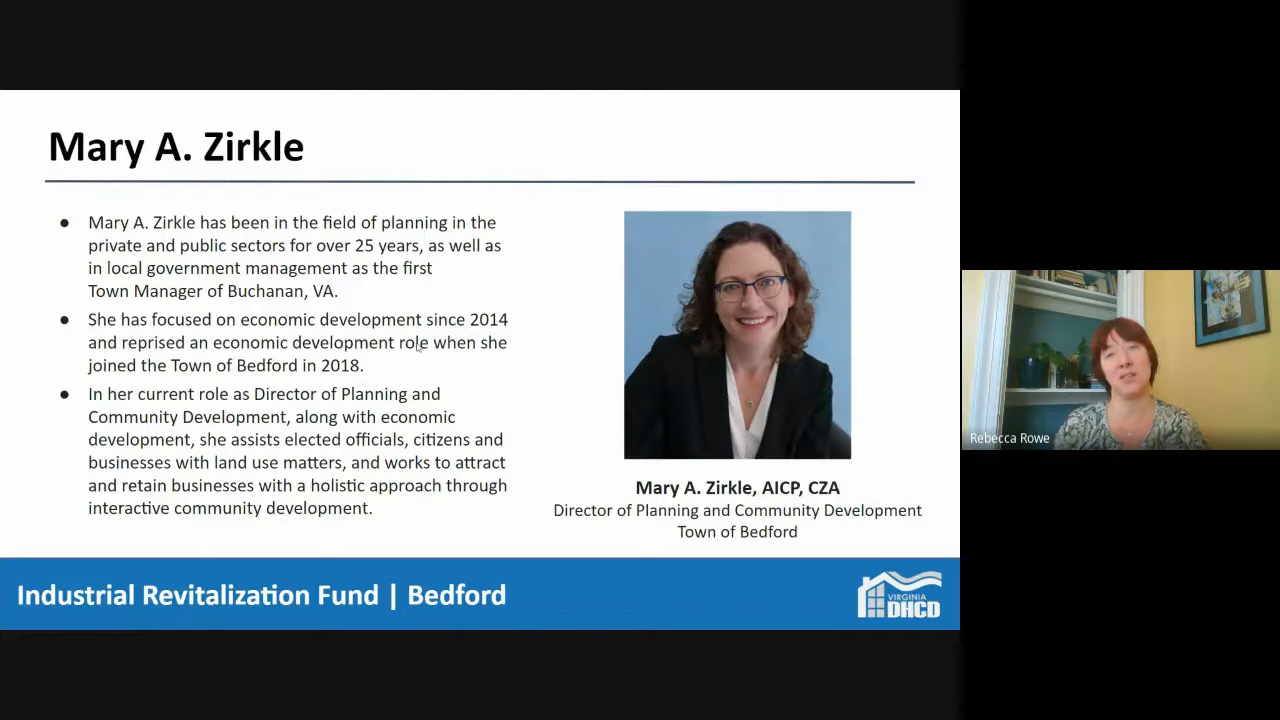 Mary A. Zirkle
● Mary A. Zirkle has been in the field of planning in the
private and public sectors for over 25 years, as well as
in local government management as the first
Town Manager of Buchanan, VA.
● She has focused on economic development since 2014
and reprised an economic development role when she
joined the Town of Bedford in 2018.
● In her current role as Director of Planning and
Community Development, along with economic
development, she assists elected officials, citizens and
businesses with land use matters, and works to attract
and retain businesses with a holistic approach through
interactive community development.
Mary A. Zirkle, AICP, CZA
Director of Planning and Community Development
Town of Bedford
Industrial Revitalization Fund | Bedford
VIRGINIA
DHCD
Rebecca Rowe